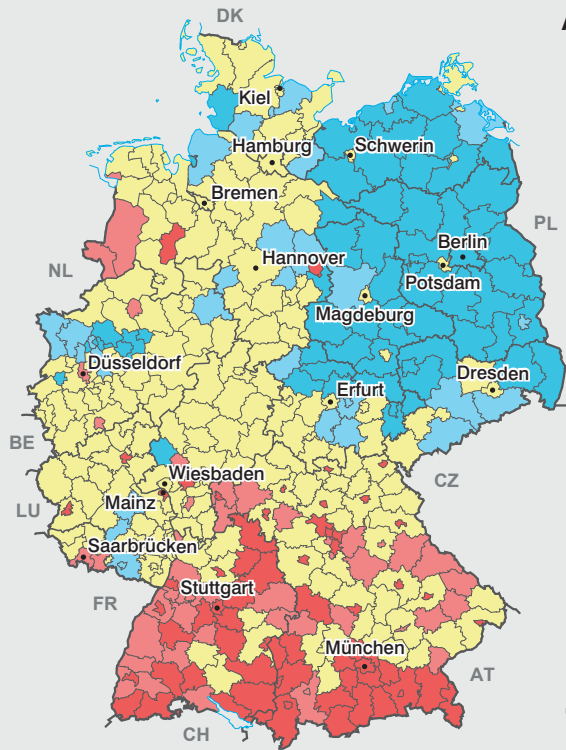 DK
A
Kiel
Hamburg
Schwerin
Bremen
PL
Berlin
Hannover
NL
Potsdam
Magdeburg
Düsseldorf
Dresden
Erfurt
BE
Wiesbaden
CZ
Mainz
LU
Saarbrücken
Stuttgart
FR
München
AT
CH